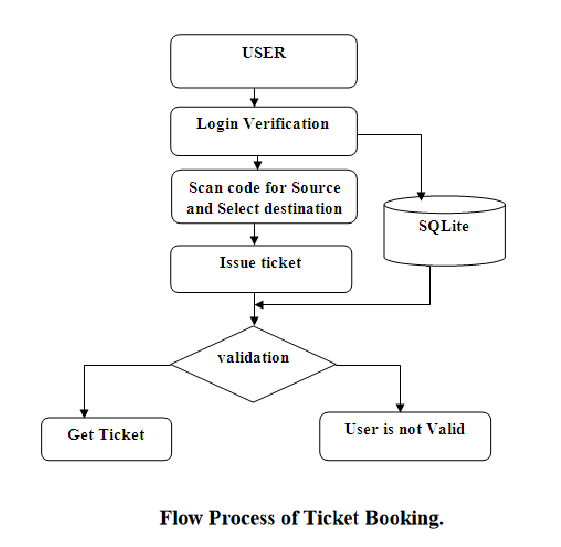 USER
Login Verification
Scan code for Source
and Select destination
SQLite
Issue ticket
validation
Get Ticket
User is not Valid
Flow Process of Ticket Booking.